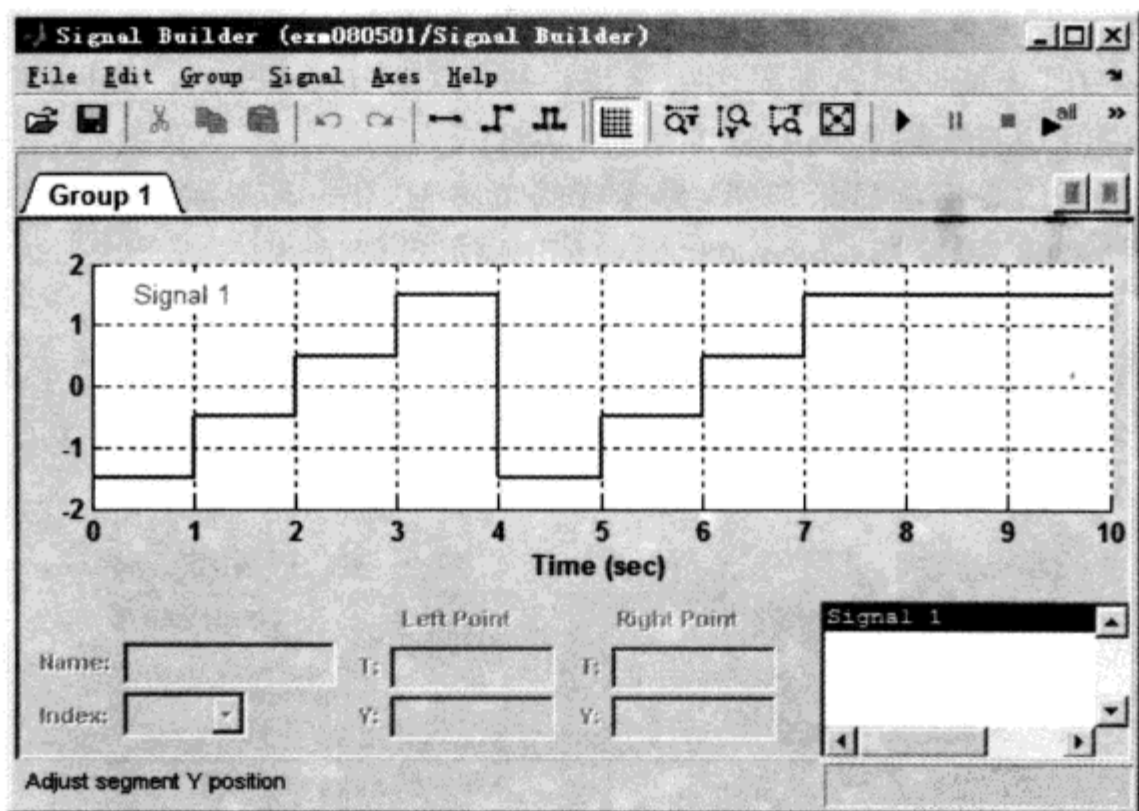 Signal Builder (exm080501/Signal Builder)
File Edit Group Signal Axes Help
all
Group 1
2
Signal 1
1
0
-1
-2
0 1 2 3 4 5 6 7 8 9 10
Time (sec)
Left Point Right Point
Signal 1
Name: T: T:
Index: Y: Y:
Adjust segment Y position